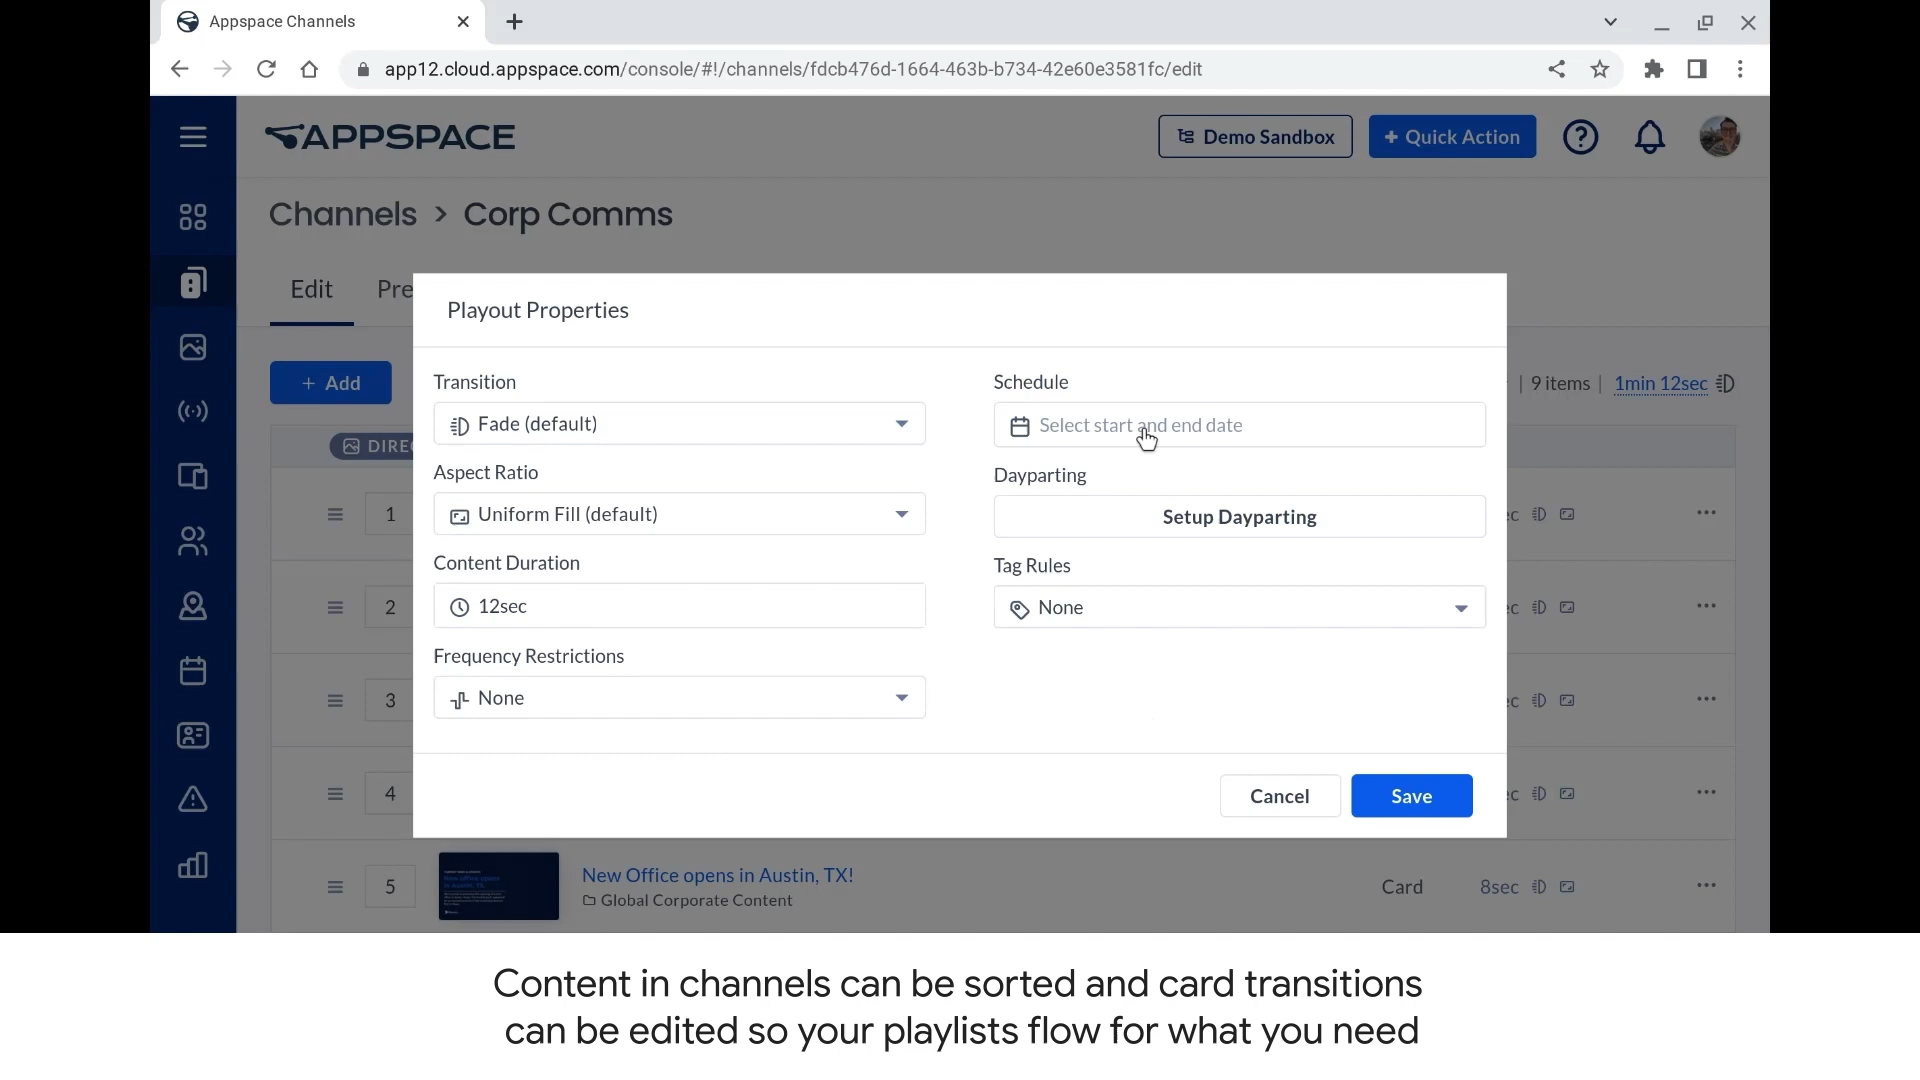 Appspace Channels
app12.cloud.appspace.com/console/#!/channels/fdcb476d-1664-463b-b734-42e60e3581fc/edit
APPSPACE
Demo Sandbox
+ Quick Action
Channels > Corp Comms
Edit
Pre
Playout Properties
+ Add
| 9 items | 1min 12sec
DIREC
Transition
Fade (default)
Aspect Ratio
Uniform Fill (default)
Content Duration
12sec
Frequency Restrictions
None
Schedule
Select start and end date
Dayparting
Setup Dayparting
Tag Rules
None
Cancel
Save
1
ec
2
ec
3
ec
4
ec
5
New Office opens in Austin, TX!
Global Corporate Content
Card
8sec
Content in channels can be sorted and card transitions
can be edited so your playlists flow for what you need